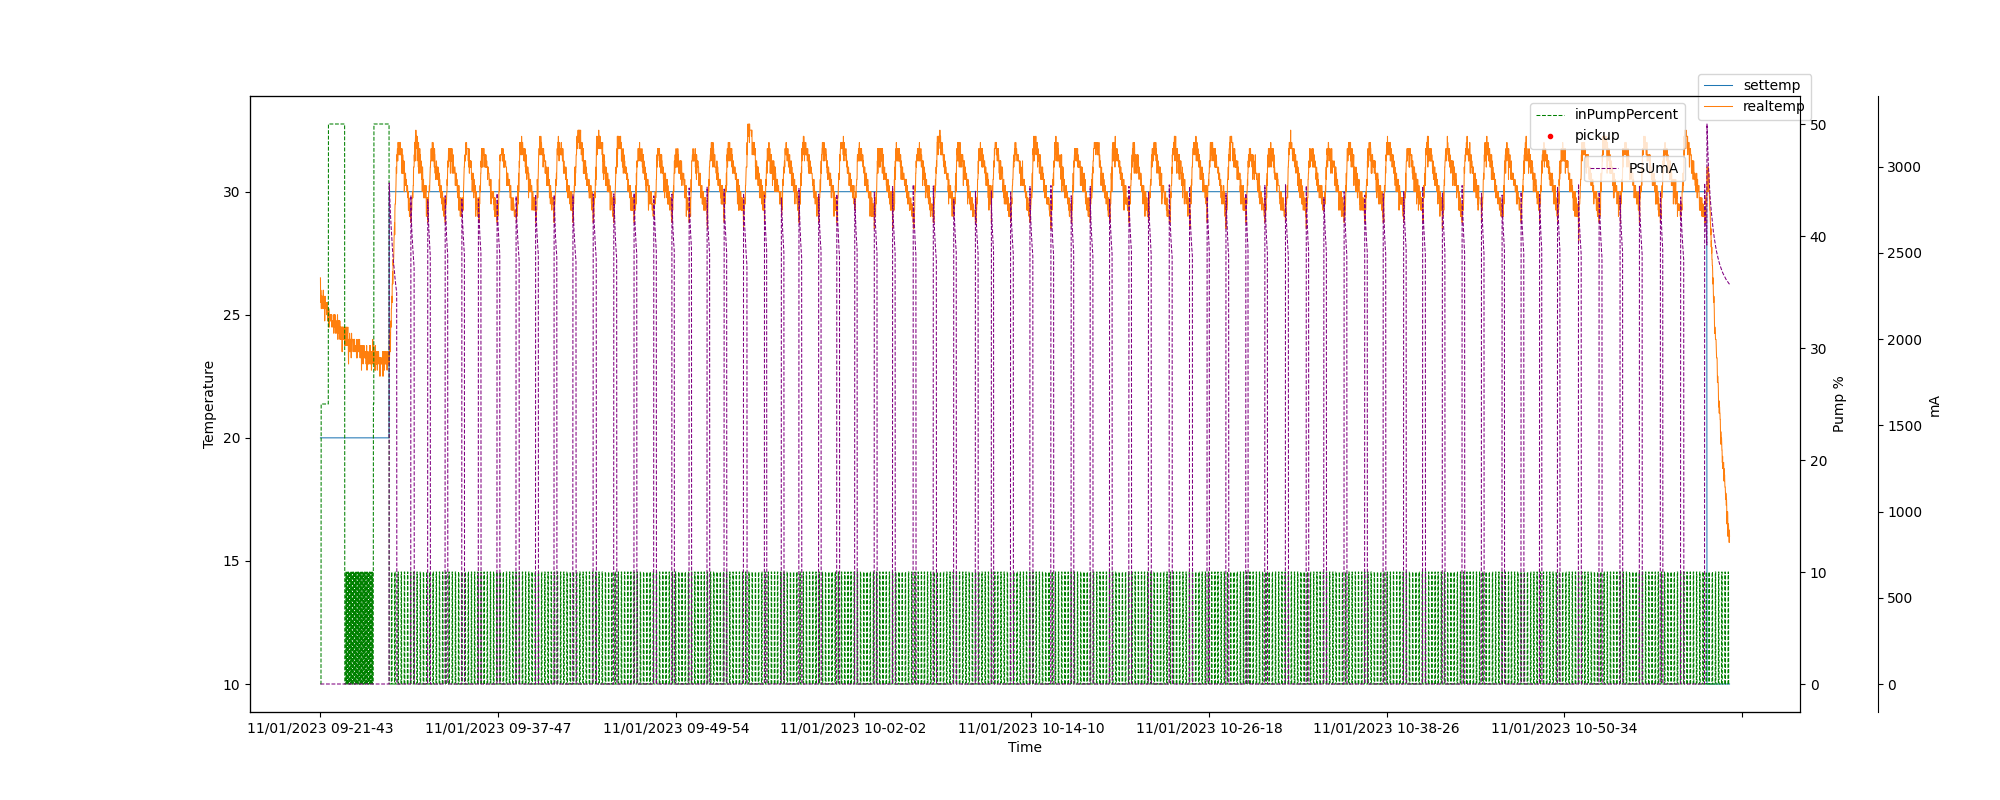 settemp
realtemp
inPumpPercent
pickup
PSUmA
30
25
20
15
10
Temperature
50
40
30
20
10
0
Pump %
3000
2500
2000
1500
1000
500
0
mA
11/01/2023 09-21-43
11/01/2023 09-37-47
11/01/2023 09-49-54
11/01/2023 10-02-02
11/01/2023 10-14-10
11/01/2023 10-26-18
11/01/2023 10-38-26
11/01/2023 10-50-34
Time